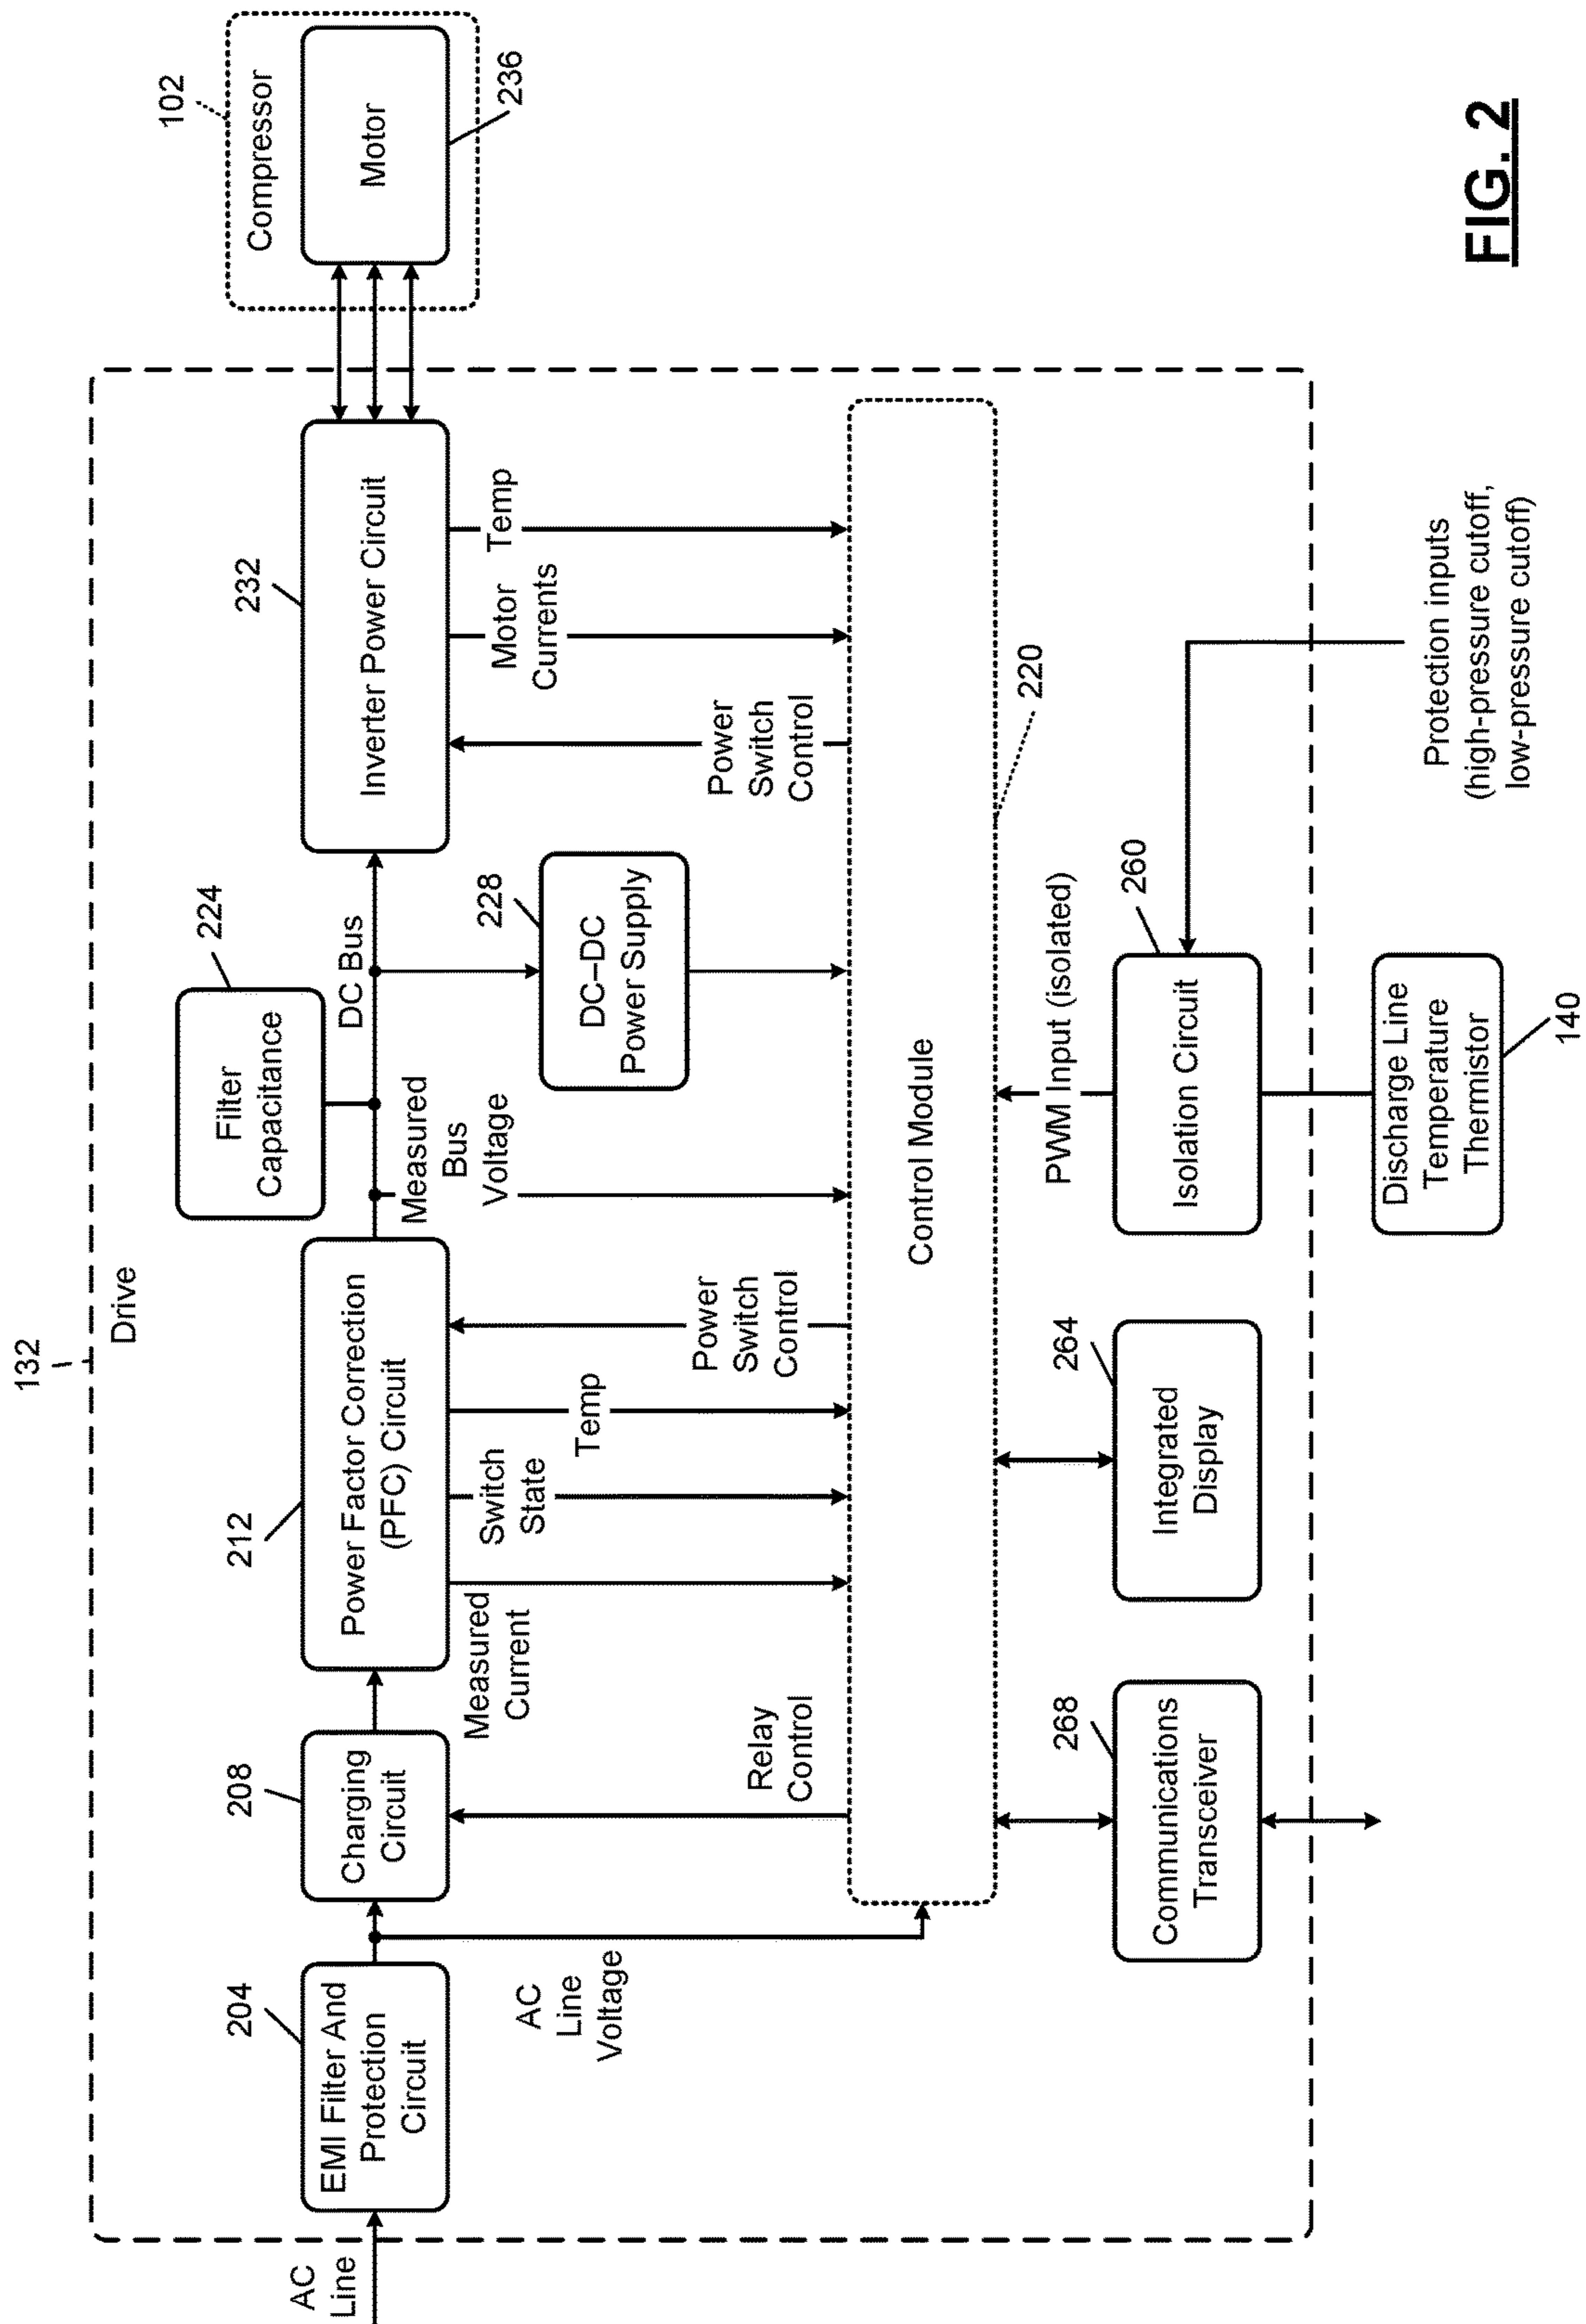 132
Drive
102
Compressor
Motor
236
AC
Line
204
EMI Filter And
Protection
Circuit
208
Charging
Circuit
212
Power Factor Correction
(PFC) Circuit
224
Filter
Capacitance
DC Bus
232
Inverter Power Circuit
AC
Line
Voltage
Relay
Control
Measured
Current
Switch
State
Temp
Power
Switch
Control
Measured
Bus
Voltage
228
DC–DC
Power Supply
Power
Switch
Control
Motor
Currents
Temp
Control Module
220
268
Communications
Transceiver
264
Integrated
Display
PWM Input (isolated)
260
Isolation Circuit
Discharge Line
Temperature
Thermistor
140
Protection inputs
(high-pressure cutoff,
low-pressure cutoff)
FIG. 2